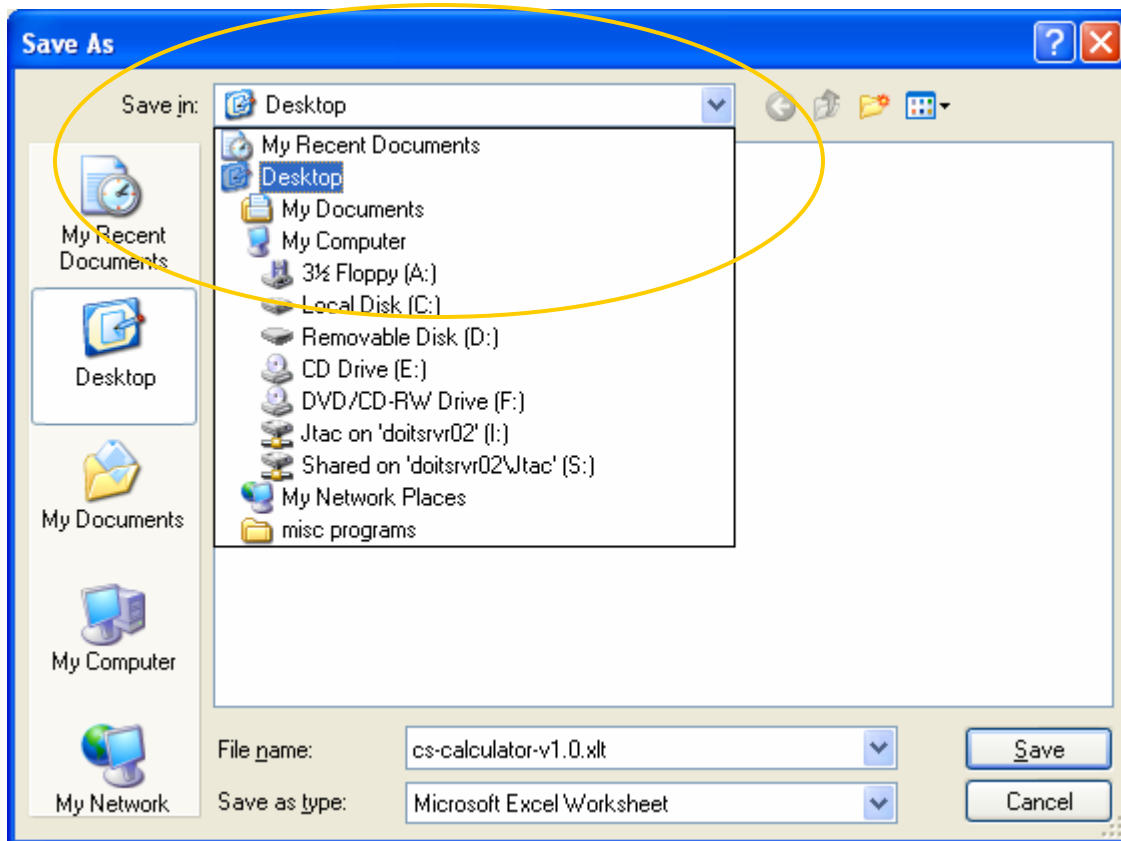 Save As
Save in:
Desktop
My Recent Documents
Desktop
My Documents
My Computer
3½ Floppy (A:)
Local Disk (C:)
Removable Disk (D:)
CD Drive (E:)
DVD/CD-RW Drive (F:)
Jtac on 'doitsrvr02' (I:)
Shared on 'doitsrvr02\Jtac' (S:)
My Network Places
misc programs
My Recent
Documents
Desktop
My Documents
My Computer
My Network
File name:
cs-calculator-v1.0.xlt
Save
Save as type:
Microsoft Excel Worksheet
Cancel